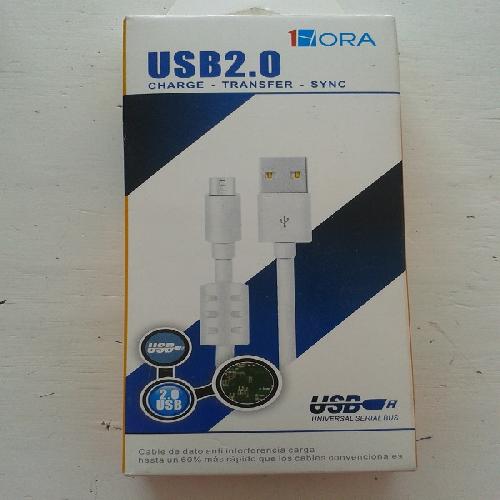 1HORA
USB2.0
CHARGE - TRANSFER - SYNC
USB
2.0
USB
USB A
UNIVERSAL SERIAL BUS
Cable de dato anti interferencia carga
hasta un 60% más rápido que los cables convencionales